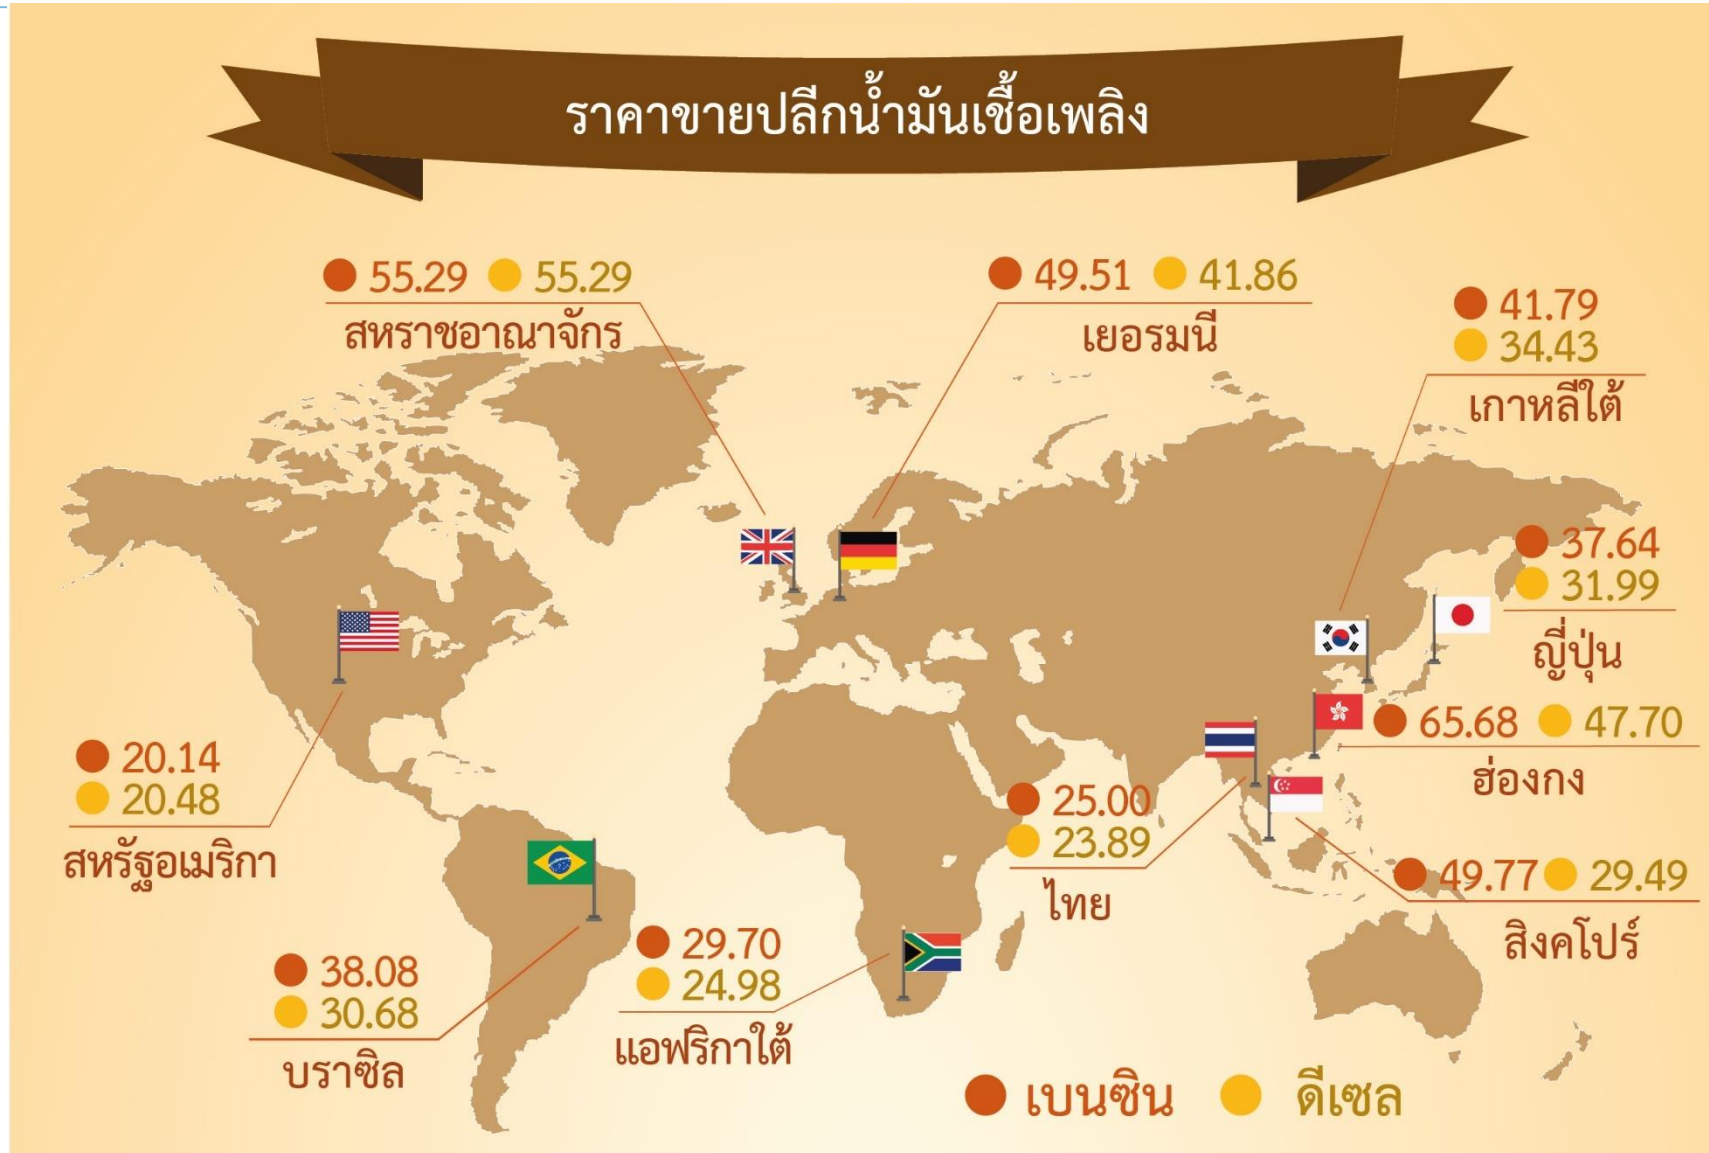 ราคาขายปลีกน้ำมันเชื้อเพลิง
55.29 55.29
สหราชอาณาจักร
49.51 41.86
เยอรมนี
41.79
34.43
เกาหลีใต้
37.64
31.99
ญี่ปุ่น
65.68 47.70
ฮ่องกง
20.14
20.48
สหรัฐอเมริกา
25.00
23.89
ไทย
49.77 29.49
สิงคโปร์
38.08
30.68
บราซิล
29.70
24.98
แอฟริกาใต้
เบนซิน ดีเซล